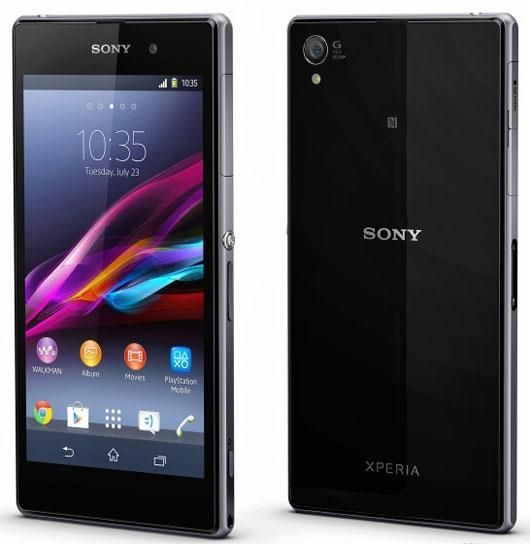 SONY
10:35
10:35
Tuesday, July 23
WALKMAN
Album
Movies
PlayStation
Mobile
G
SONY
XPERIA